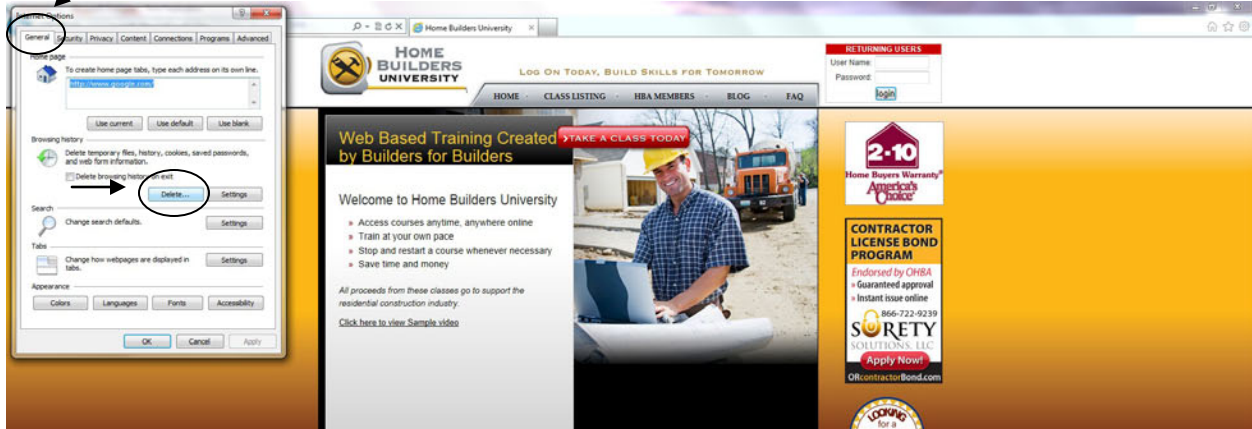 Internet Options
General Security Privacy Content Connections Programs Advanced
Home page
To create home page tabs, type each address on its own line.
http://www.google.com/
Use current Use default Use blank
Browsing history
Delete temporary files, history, cookies, saved passwords,
and web form information.
Delete browsing history on exit
Delete... Settings
Search
Change search defaults.
Settings
Tabs
Change how webpages are displayed in
tabs.
Settings
Appearance
Colors Languages Fonts Accessibility
OK Cancel Apply
Home Builders University
HOME
BUILDERS
UNIVERSITY
LOG ON TODAY, BUILD SKILLS FOR TOMORROW
HOME CLASS LISTING HBA MEMBERS BLOG FAQ
RETURNING USERS
User Name:
Password:
login
Web Based Training Created
by Builders for Builders
TAKE A CLASS TODAY
Welcome to Home Builders University
» Access courses anytime, anywhere online
» Train at your own pace
» Stop and restart a course whenever necessary
» Save time and money
All proceeds from these classes go to support the
residential construction industry.
Click here to view Sample video
2-10
Home Buyers Warranty®
America's
Choice
CONTRACTOR
LICENSE BOND
PROGRAM
Endorsed by OHBA
» Guaranteed approval
» Instant issue online
866-722-9239
SURETY
SOLUTIONS, LLC
Apply Now!
ORcontractorBond.com
LOOKING
for a